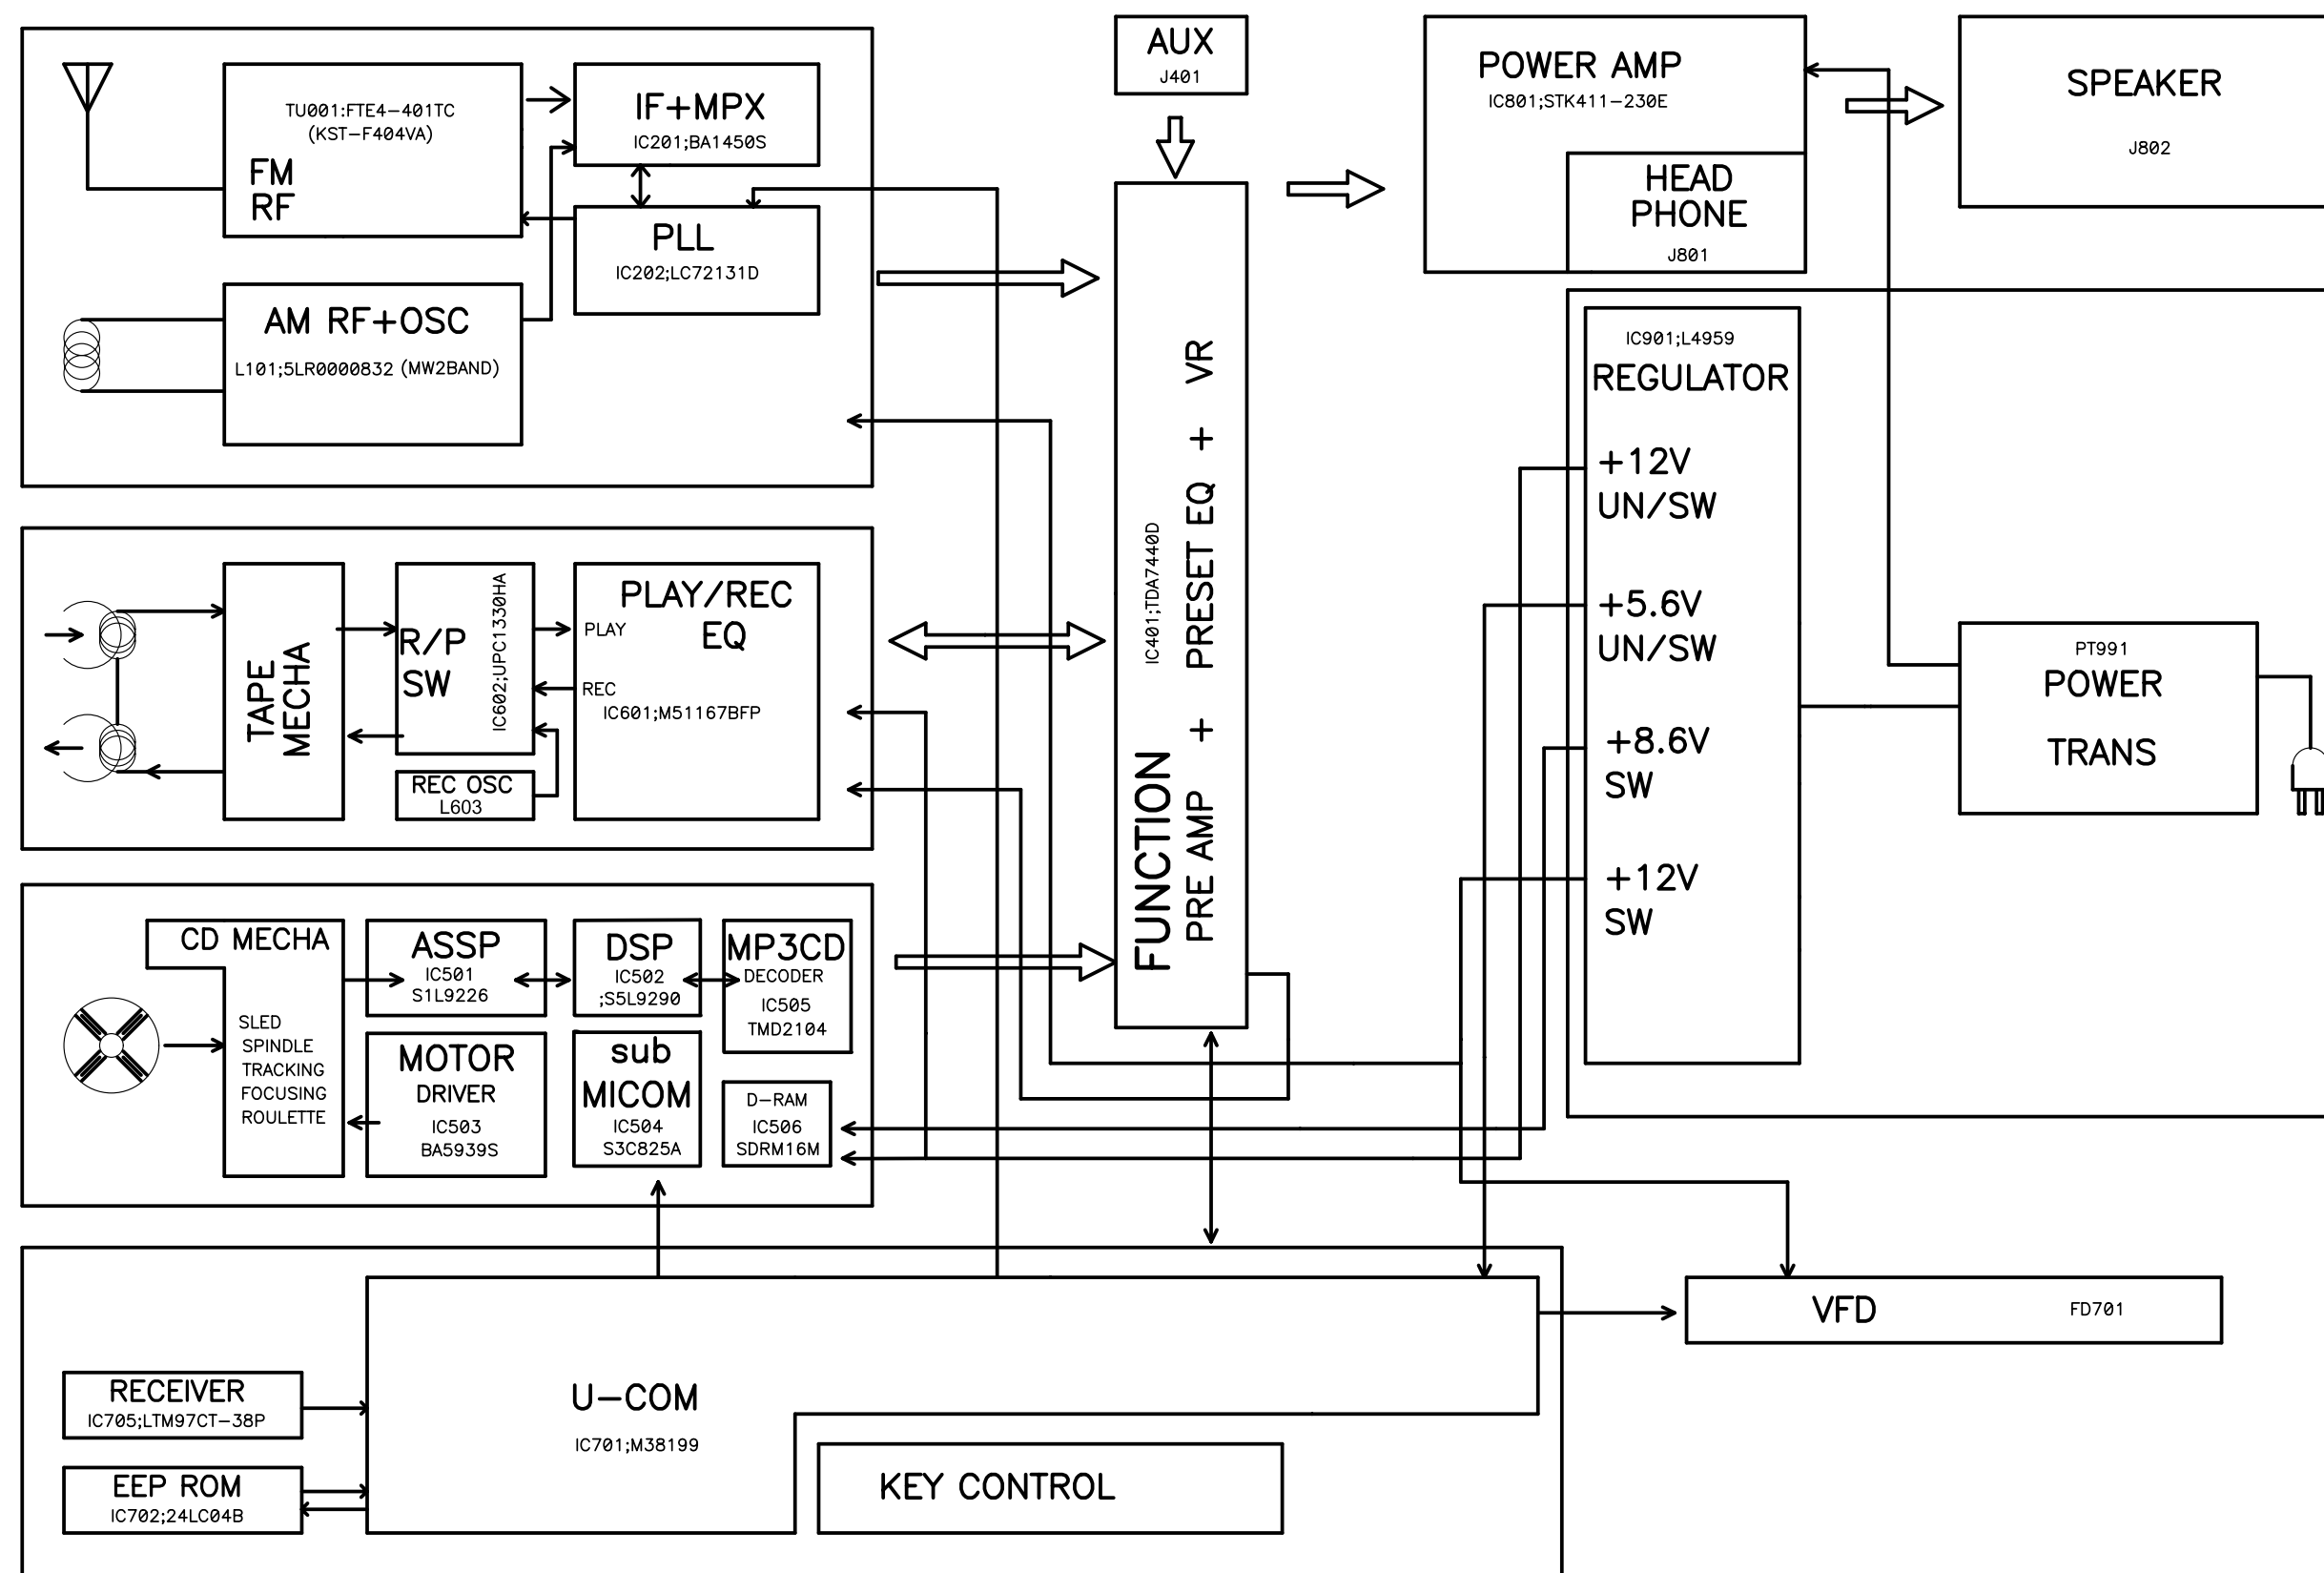 AUX
J401
POWER AMP
IC801;STK411-230E
HEAD
PHONE
J801
SPEAKER
J802
TU001:FTE4-401TC
(KST-F404VA)
FM
RF
IF+MPX
IC201;BA1450S
PLL
IC202;LC72131D
AM RF+OSC
L101;5LR0000832 (MW2BAND)
FUNCTION
IC401;TDA7440D
PRE AMP + PRESET EQ + VR
IC901;L4959
REGULATOR
+12V
UN/SW
+5.6V
UN/SW
+8.6V
SW
+12V
SW
PT991
POWER
TRANS
TAPE
MECHA
R/P
SW
IC602;UPC1330HA
REC OSC
L603
PLAY/REC
EQ
PLAY
REC
IC601;M51167BFP
CD MECHA
SLED
SPINDLE
TRACKING
FOCUSING
ROULETTE
ASSP
IC501
S1L9226
DSP
IC502
;S5L9290
MP3CD
DECODER
IC505
TMD2104
MOTOR
DRIVER
IC503
BA5939S
sub
MICOM
IC504
S3C825A
D-RAM
IC506
SDRM16M
VFD
FD701
RECEIVER
IC705;LTM97CT-38P
EEP ROM
IC702;24LC04B
U-COM
IC701;M38199
KEY CONTROL